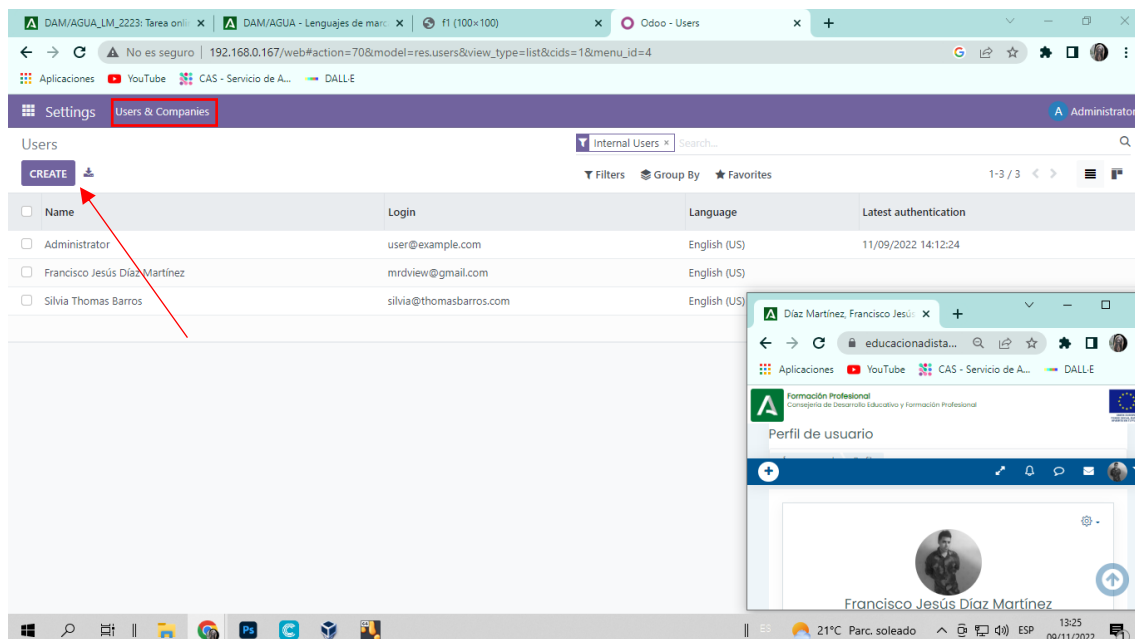 DAM/AGUA_LM_2223: Tarea onlin
DAM/AGUA - Lenguajes de marc
f1 (100×100)
Odoo - Users
No es seguro | 192.168.0.167/web#action=70&model=res.users&view_type=list&cids=1&menu_id=4
Aplicaciones YouTube CAS - Servicio de A... DALL·E
Settings Users & Companies A Administrator
Users Internal Users × Search...
CREATE Filters Group By Favorites 1-3 / 3
Name Login Language Latest authentication
Administrator user@example.com English (US) 11/09/2022 14:12:24
Francisco Jesús Díaz Martínez mrdview@gmail.com English (US)
Silvia Thomas Barros silvia@thomasbarros.com English (US)
Díaz Martínez, Francisco Jesús
educacionadista...
Aplicaciones YouTube CAS - Servicio de A... DALL·E
Formación Profesional
Consejería de Desarrollo Educativo y Formación Profesional
Perfil de usuario
Francisco Jesús Díaz Martínez
ES 21°C Parc. soleado ESP 13:25
09/11/2022